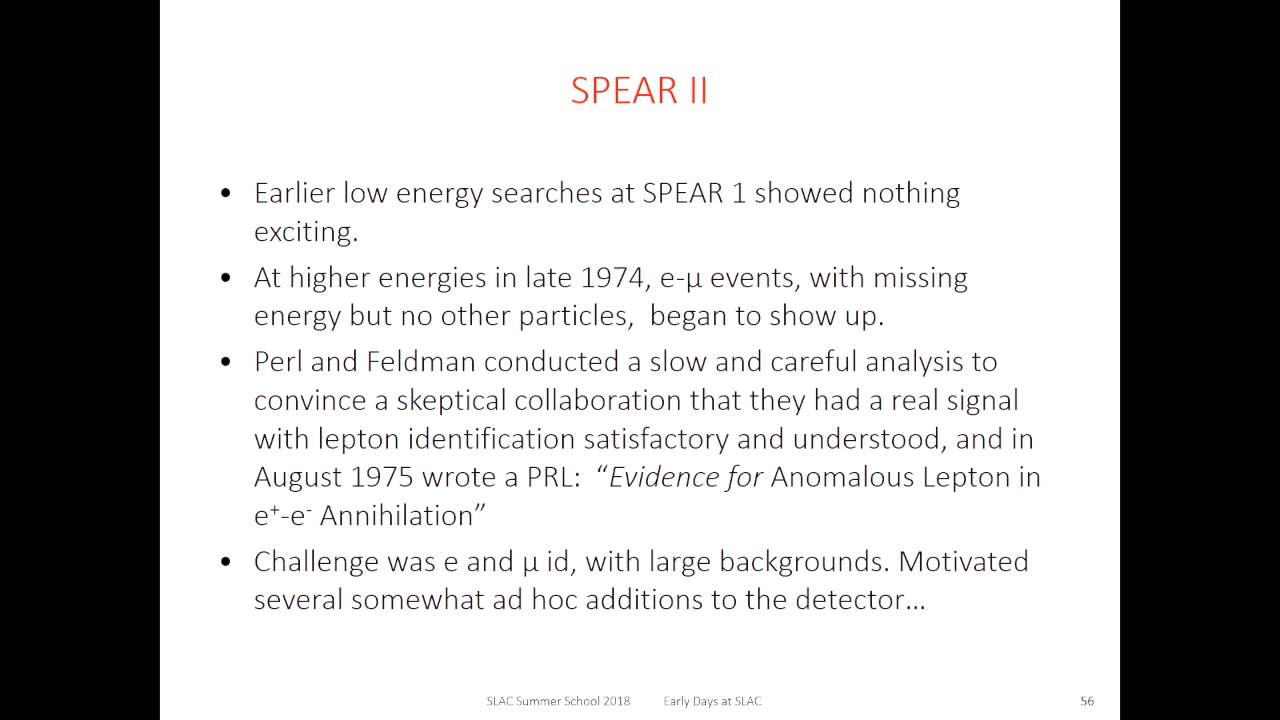 SPEAR II
• Earlier low energy searches at SPEAR 1 showed nothing
exciting.
• At higher energies in late 1974, e-μ events, with missing
energy but no other particles,  began to show up.
• Perl and Feldman conducted a slow and careful analysis to
convince a skeptical collaboration that they had a real signal
with lepton identification satisfactory and understood, and in
August 1975 wrote a PRL:  “Evidence for Anomalous Lepton in
e⁺-e⁻ Annihilation”
• Challenge was e and μ id, with large backgrounds. Motivated
several somewhat ad hoc additions to the detector…
SLAC Summer School 2018 Early Days at SLAC 56